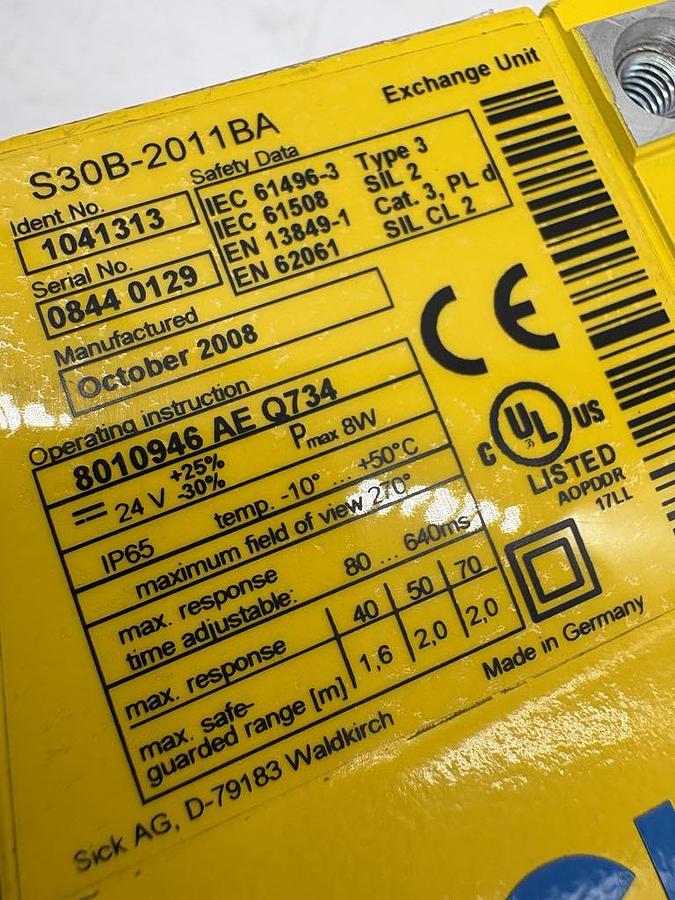 Exchange Unit
S30B-2011BA
Ident No.
1041313
Serial No.
0844 0129
Safety Data
IEC 61496-3 Type 3
IEC 61508 SIL 2
EN 13849-1 Cat. 3, PL d
EN 62061 SIL CL 2
Manufactured
October 2008
CE
Operating instruction
8010946 AE Q734
24 V +25% -30% Pmax 8W
IP65 temp. -10° ... +50°C
maximum field of view 270°
max. response
time adjustable: 80 ... 640ms
max. response 40 50 70
max. safe-
guarded range [m] 1,6 2,0 2,0
C UL US
LISTED
AOPDDR
17LL
Made in Germany
Sick AG, D-79183 Waldkirch